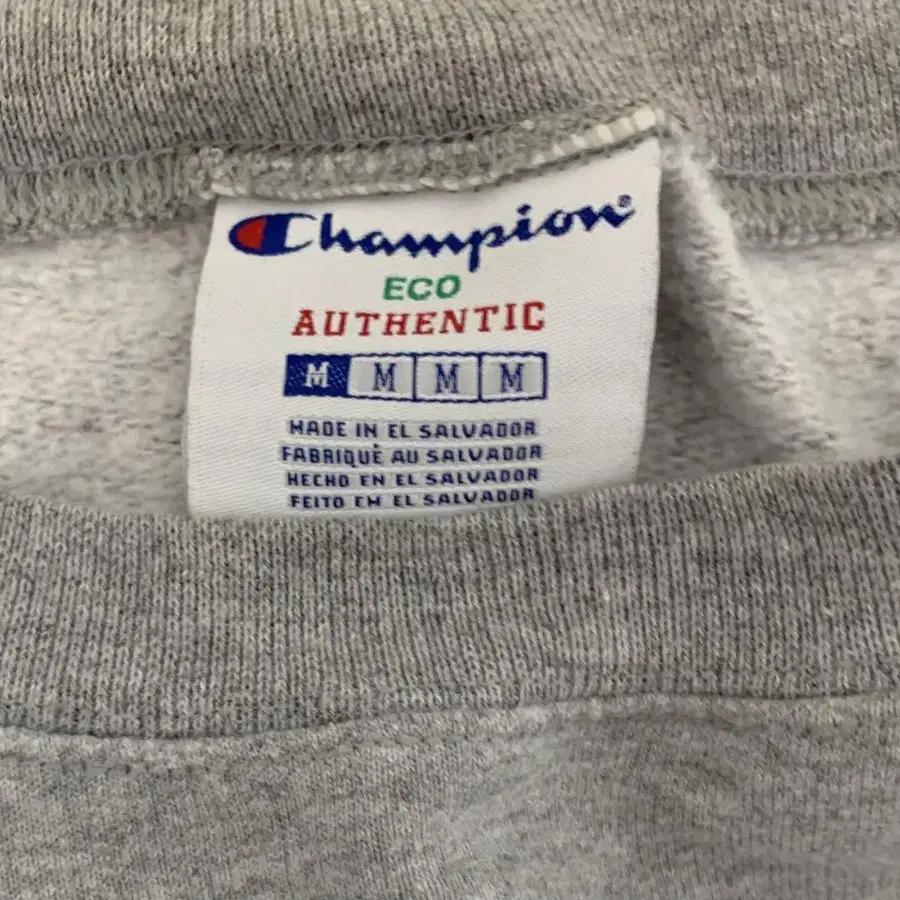 Champion®
ECO
AUTHENTIC
M M M M
MADE IN EL SALVADOR
FABRIQUÉ AU SALVADOR
HECHO EN EL SALVADOR
FEITO EM EL SALVADOR